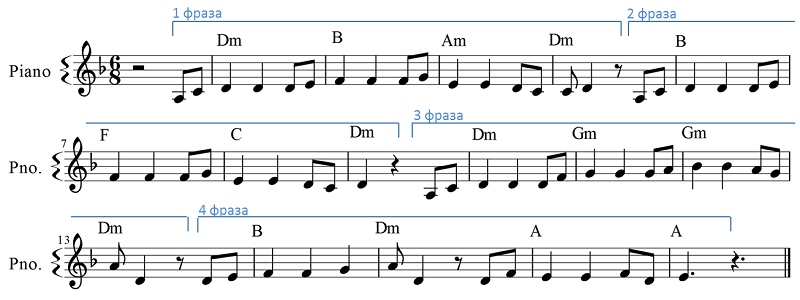 1 фраза 2 фраза
Dm B Am Dm B
Piano 6 8
3 фраза
7 F C Dm Dm Gm Gm
Pno.
4 фраза
13 Dm B Dm A A
Pno.